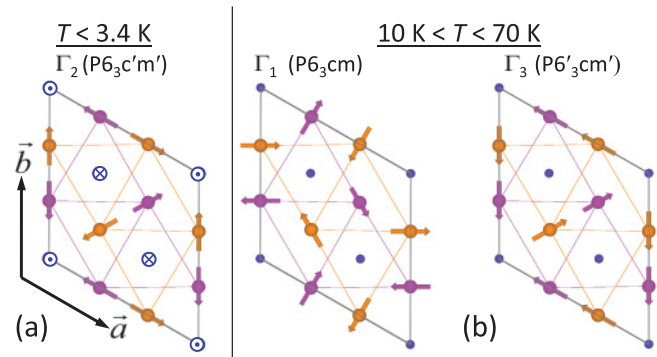 T < 3.4 K
10 K < T < 70 K
Γ₂ (P6₃c′m′)
Γ₁ (P6₃cm)
Γ₃ (P6′₃cm′)
b⃗
a⃗
(a)
(b)